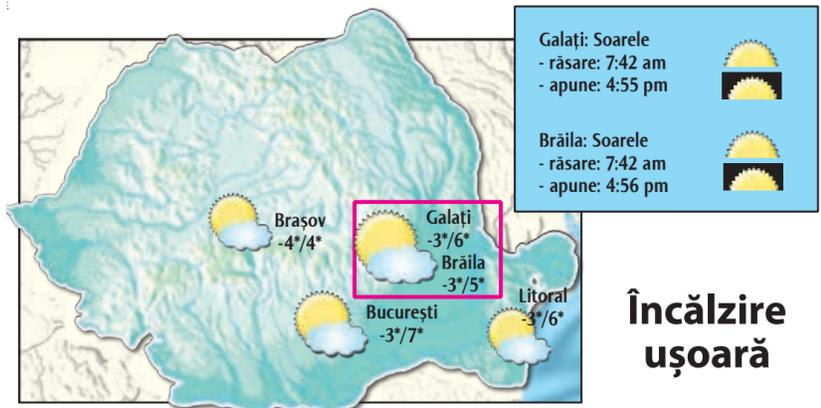 Galați: Soarele
- răsare: 7:42 am
- apune: 4:55 pm
Brăila: Soarele
- răsare: 7:42 am
- apune: 4:56 pm
Brașov
-4*/4*
Galați
-3*/6*
Brăila
-3*/5*
București
-3*/7*
Litoral
-3*/6*
Încălzire
ușoară